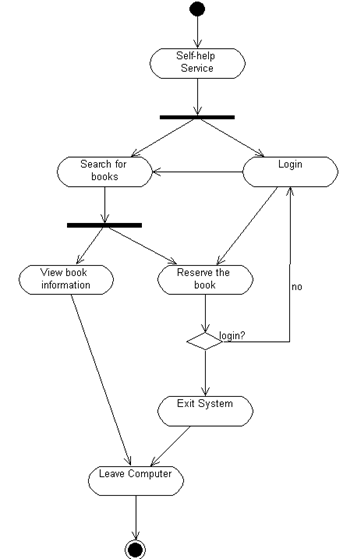 Self-help
Service
Search for
books
Login
View book
information
Reserve the
book
no
login?
Exit System
Leave Computer